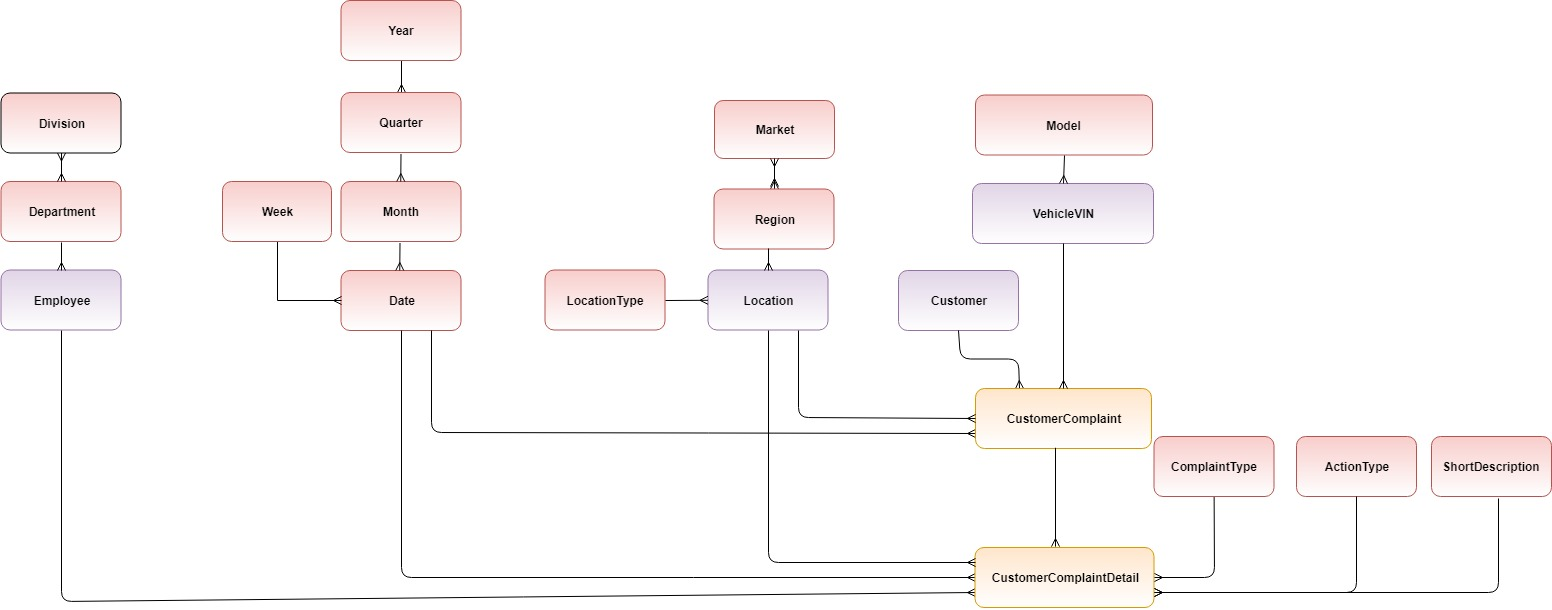 Year
Division
Quarter
Market
Model
Department
Week
Month
Region
VehicleVIN
Employee
Date
LocationType
Location
Customer
CustomerComplaint
ComplaintType
ActionType
ShortDescription
CustomerComplaintDetail